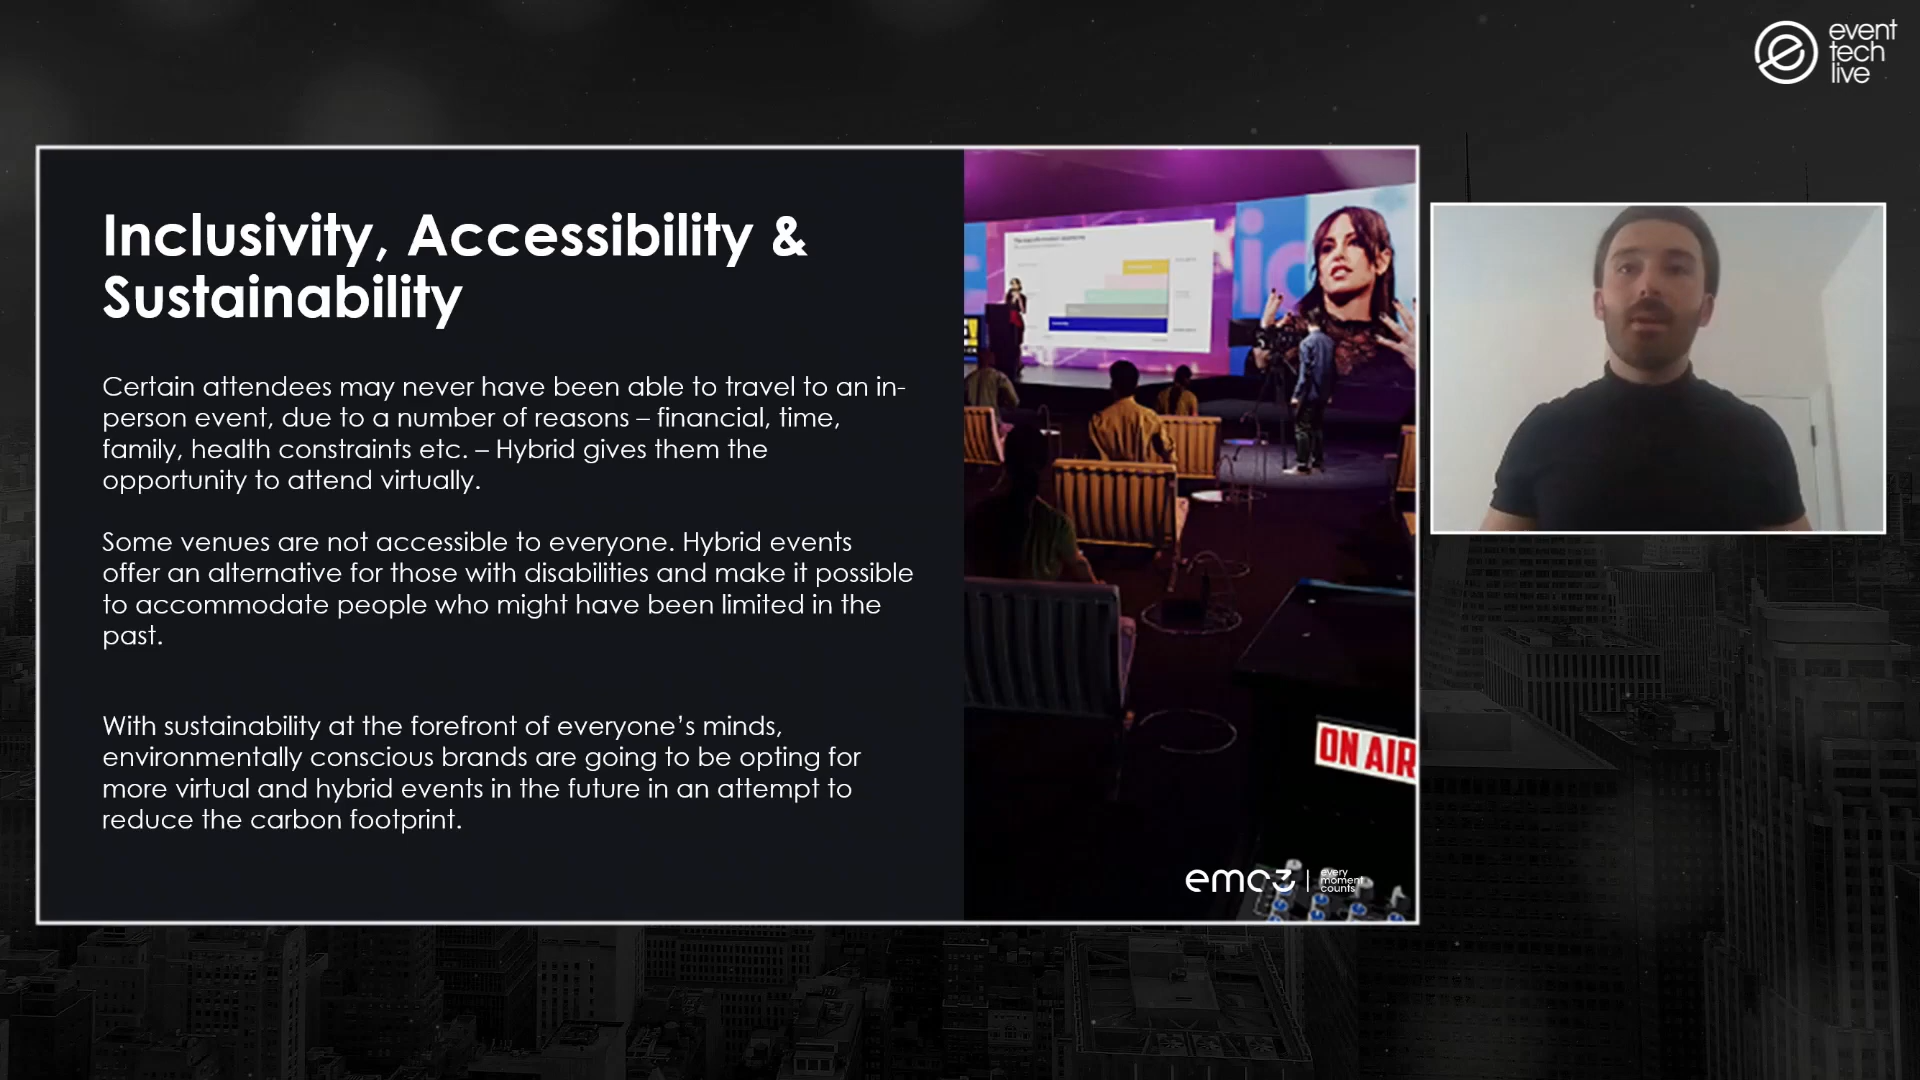 event
tech
live
Inclusivity, Accessibility &
Sustainability
Certain attendees may never have been able to travel to an in-
person event, due to a number of reasons – financial, time,
family, health constraints etc. – Hybrid gives them the
opportunity to attend virtually.
Some venues are not accessible to everyone. Hybrid events
offer an alternative for those with disabilities and make it possible
to accommodate people who might have been limited in the
past.
With sustainability at the forefront of everyone’s minds,
environmentally conscious brands are going to be opting for
more virtual and hybrid events in the future in an attempt to
reduce the carbon footprint.
ON AIR
emc3
every
moment
counts